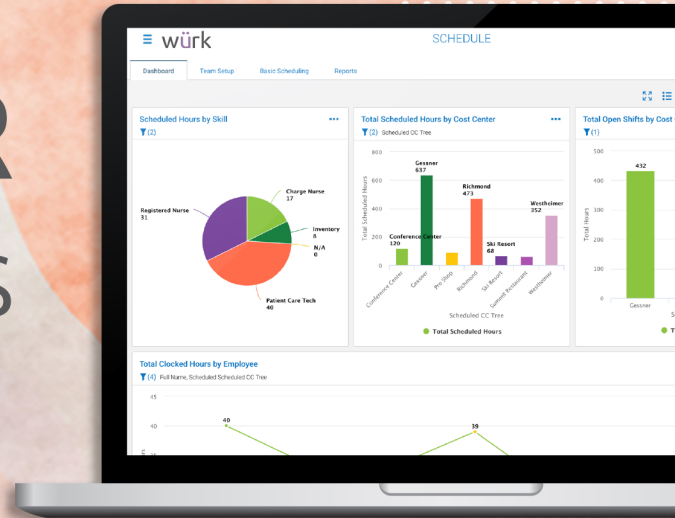 R
S
würk
SCHEDULE
Dashboard Team Setup Basic Scheduling Reports
Scheduled Hours by Skill
(2)
Charge Nurse
17
Registered Nurse
31
Inventory
8
N/A
0
Patient Care Tech
40
Total Scheduled Hours by Cost Center
(2) Scheduled CC Tree
Total Scheduled Hours
800
600
400
200
0
Gessner
637
Richmond
473
Westheimer
352
Conference Center
120
Ski Resort
68
Conference Center
Gessner
Pro Shop
Richmond
Ski Resort
Summit Restaurant
Westheimer
Scheduled CC Tree
Total Scheduled Hours
Total Open Shifts by Cost
(1)
Total Hours
500
400
300
200
100
0
432
Gessner
S
T
Total Clocked Hours by Employee
(4) Full Name, Scheduled Scheduled CC Tree
45
40
35
40
39